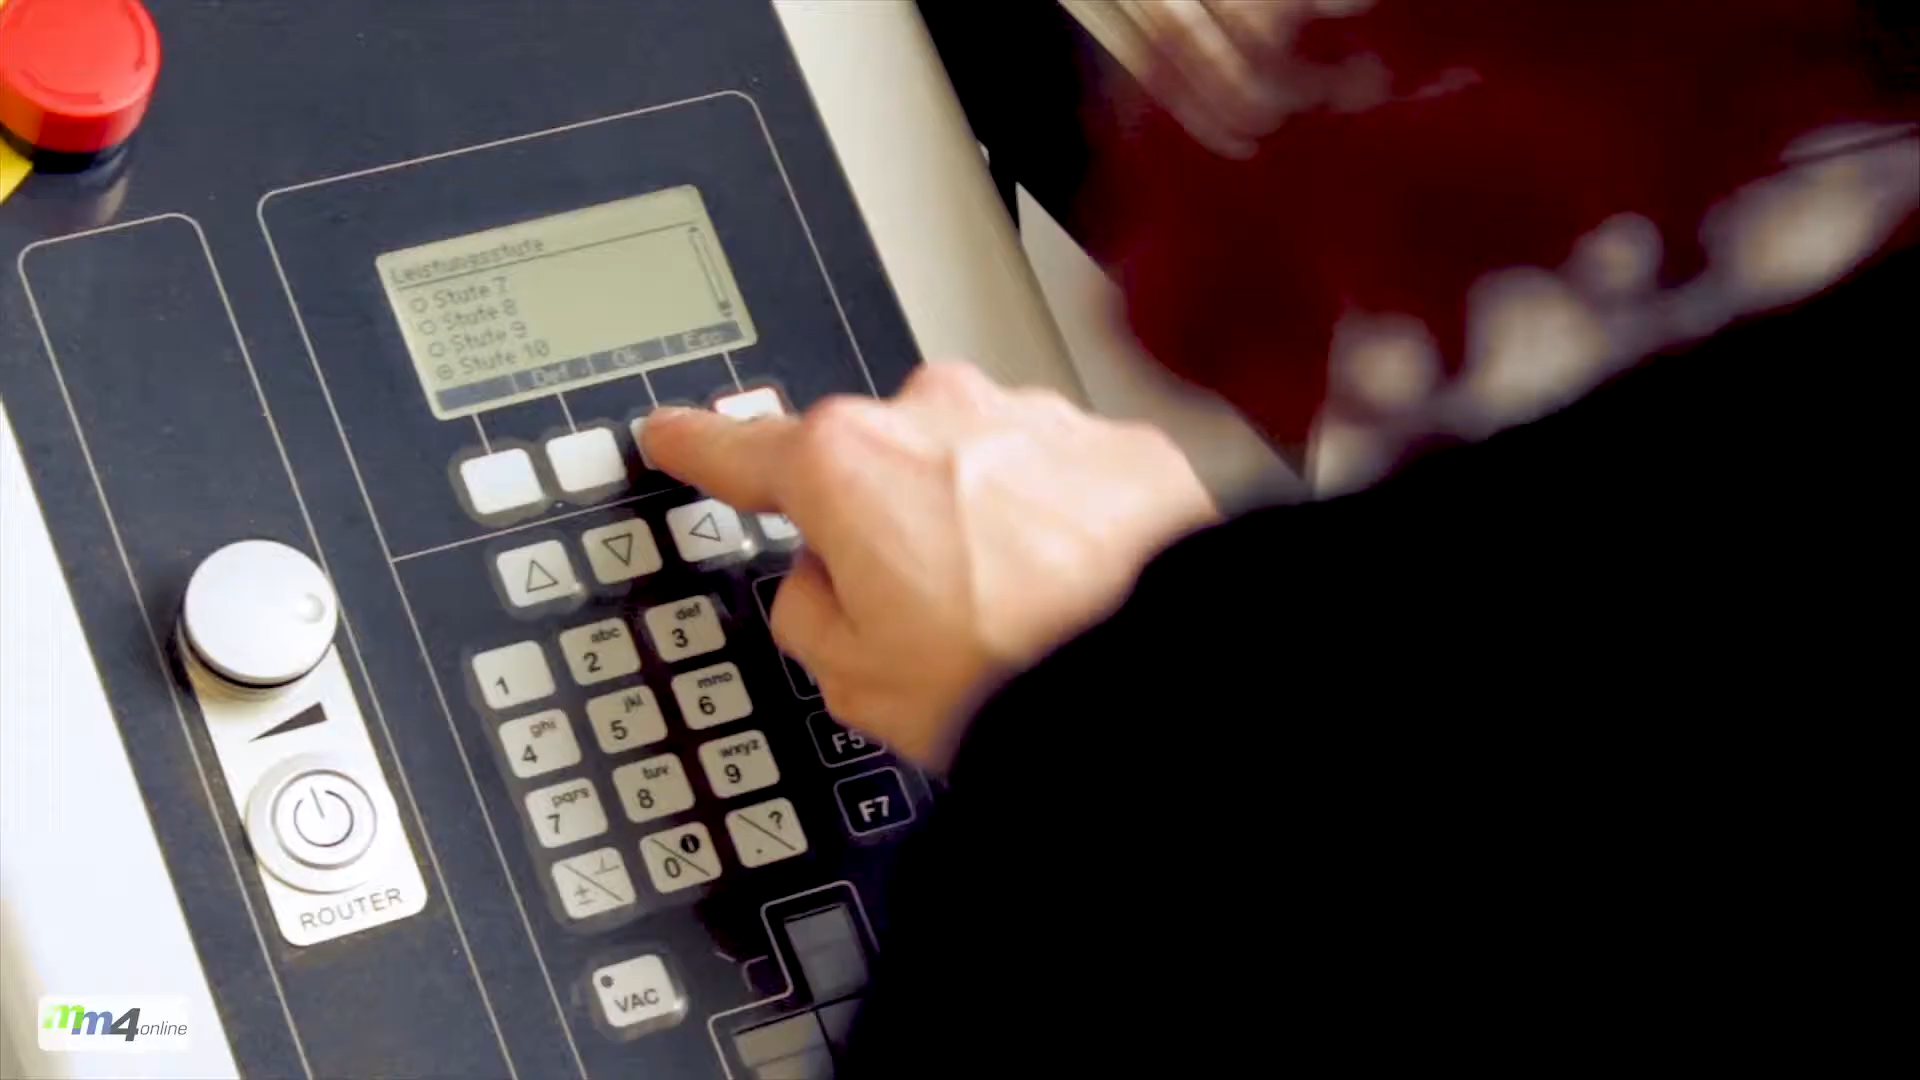 Leistungsstufe
Stufe 7
Stufe 8
Stufe 9
Stufe 10
Def Ok Esc
1
abc 2
def 3
ghi 4
jkl 5
mno 6
pqrs 7
tuv 8
wxyz 9
±
0 i
. ?
F5
F7
ROUTER
VAC
mm4online